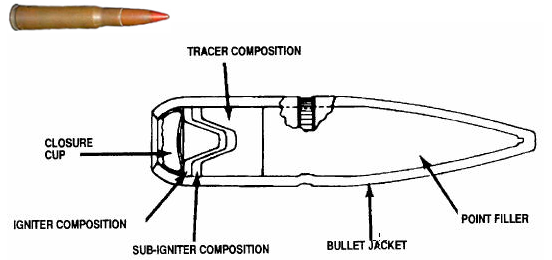 TRACER COMPOSITION
CLOSURE
CUP
IGNITER COMPOSITION
SUB-IGNITER COMPOSITION
BULLET JACKET
POINT FILLER